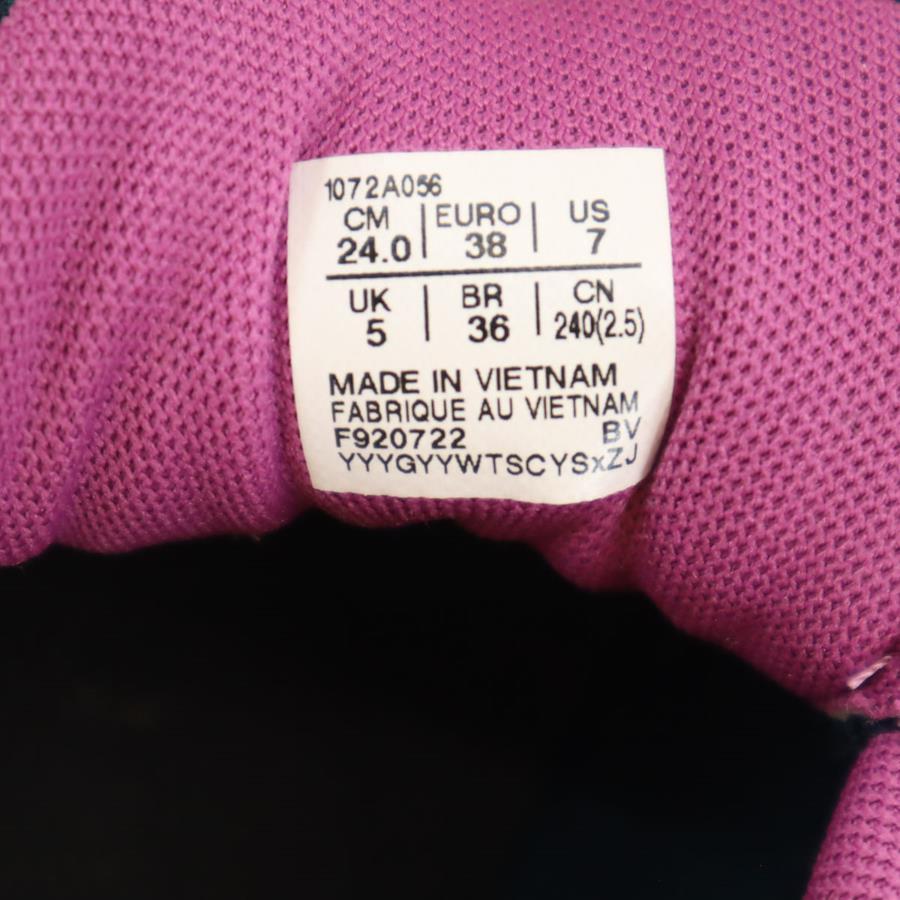 1072A056
CM | EURO | US
24.0 | 38 | 7
UK | BR | CN
5 | 36 | 240(2.5)
MADE IN VIETNAM
FABRIQUE AU VIETNAM
F920722 BV
YYYGYYWTSCYSxZJ